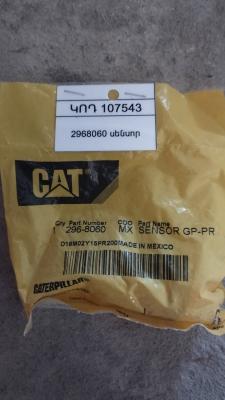 ԿՈԴ 107543
2968060 սենսոր
CAT
Qty Part Number COO Part Name
1 296-8060 MX SENSOR GP-PR
D18M02Y15PR200MADE IN MEXICO
CATERPILLAR